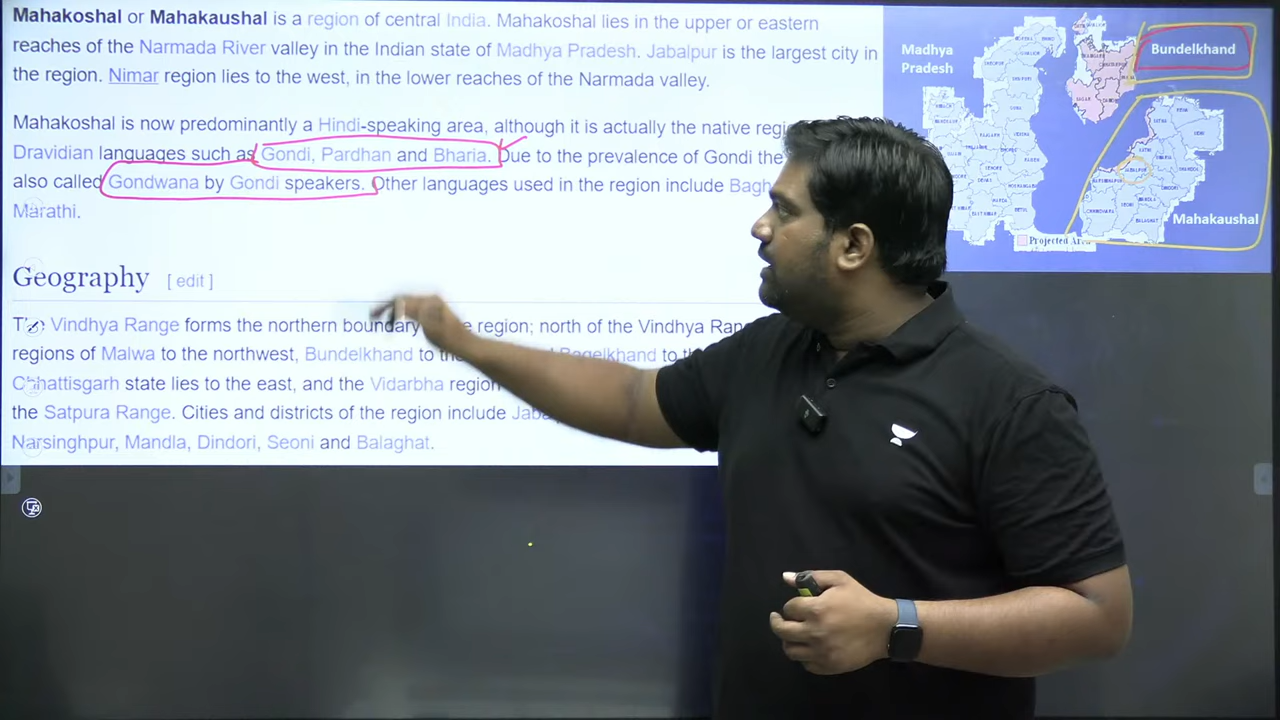 Mahakoshal or Mahakaushal is a region of central India. Mahakoshal lies in the upper or eastern
reaches of the Narmada River valley in the Indian state of Madhya Pradesh. Jabalpur is the largest city in
the region. Nimar region lies to the west, in the lower reaches of the Narmada valley.
Mahakoshal is now predominantly a Hindi-speaking area, although it is actually the native regi
Dravidian languages such as Gondi, Pardhan and Bharia. Due to the prevalence of Gondi the
also called Gondwana by Gondi speakers. Other languages used in the region include Bagh
Marathi.
Geography [ edit ]
The Vindhya Range forms the northern boundary region; north of the Vindhya Ran
regions of Malwa to the northwest, Bundelkhand to Bagelkhand to
Chhattisgarh state lies to the east, and the Vidarbha region
the Satpura Range. Cities and districts of the region include Jaba
Narsinghpur, Mandla, Dindori, Seoni and Balaghat.
Madhya
Pradesh
Bundelkhand
Mahakaushal
Projected Area